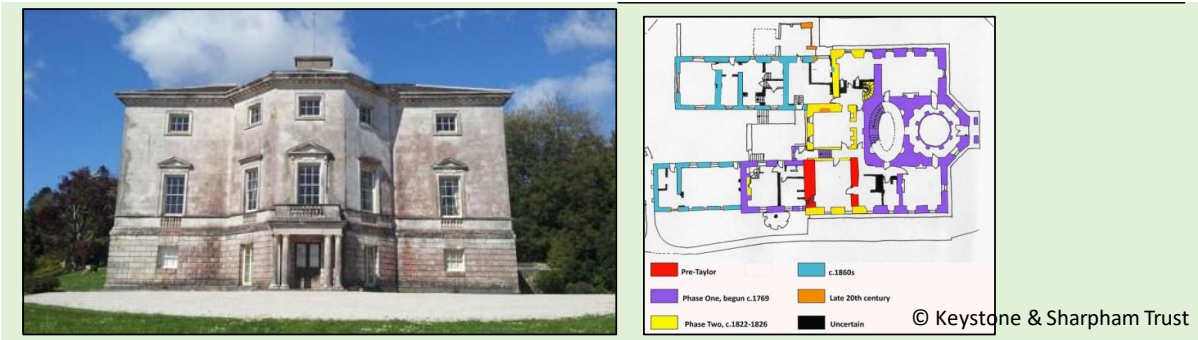 Pre-Taylor
c.1860s
Phase One, begun c.1769
Late 20th century
Phase Two, c.1822-1826
Uncertain
© Keystone & Sharpham Trust